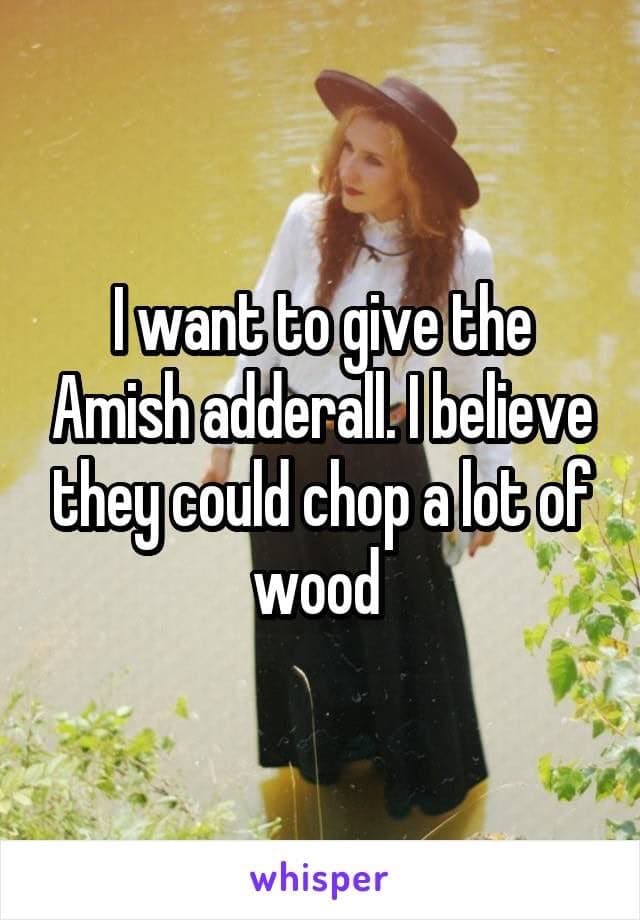 I want to give the
Amish adderall. I believe
they could chop a lot of
wood
whisper